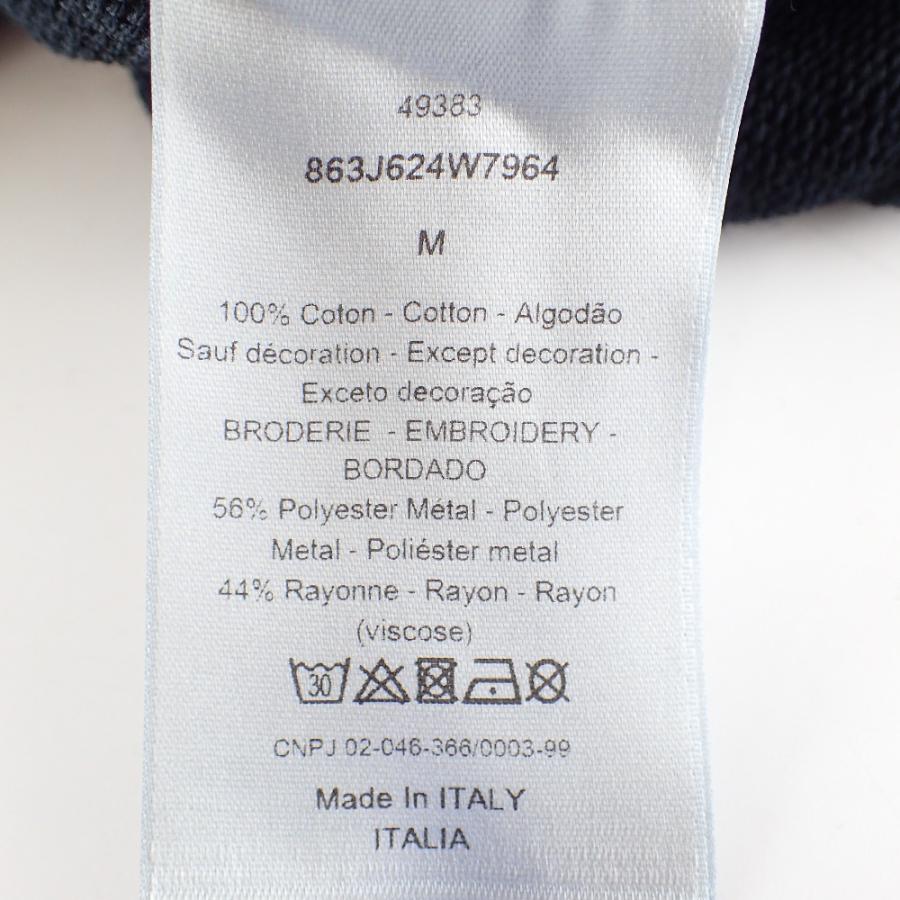 49383
863J624W7964
M
100% Coton - Cotton - Algodão
Sauf décoration - Except decoration -
Exceto decoração
BRODERIE - EMBROIDERY -
BORDADO
56% Polyester Métal - Polyester
Metal - Poliéster metal
44% Rayonne - Rayon - Rayon
(viscose)
30
CNPJ 02-046-366/0003-99
Made In ITALY
ITALIA